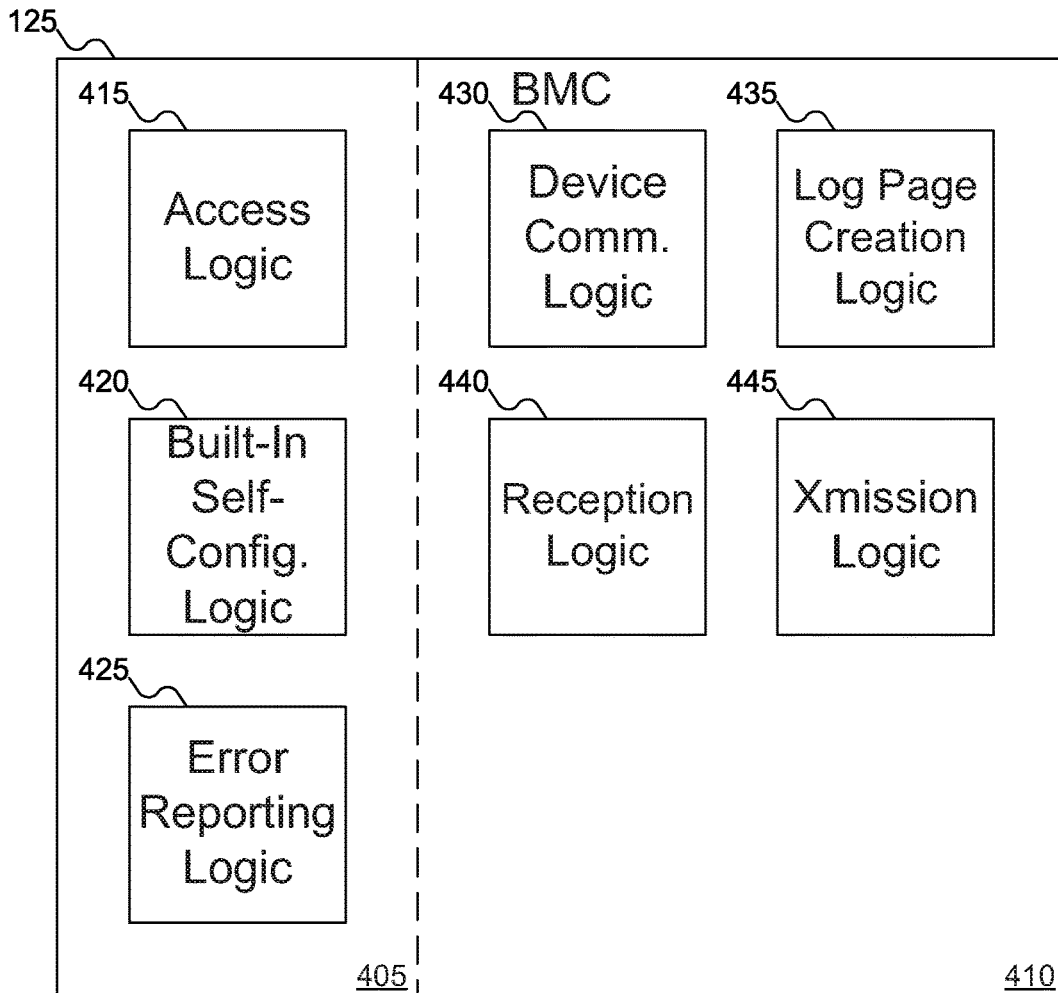 125
BMC
415
Access
Logic
430
Device
Comm.
Logic
435
Log Page
Creation
Logic
420
Built-In
Self-
Config.
Logic
440
Reception
Logic
445
Xmission
Logic
425
Error
Reporting
Logic
405
410